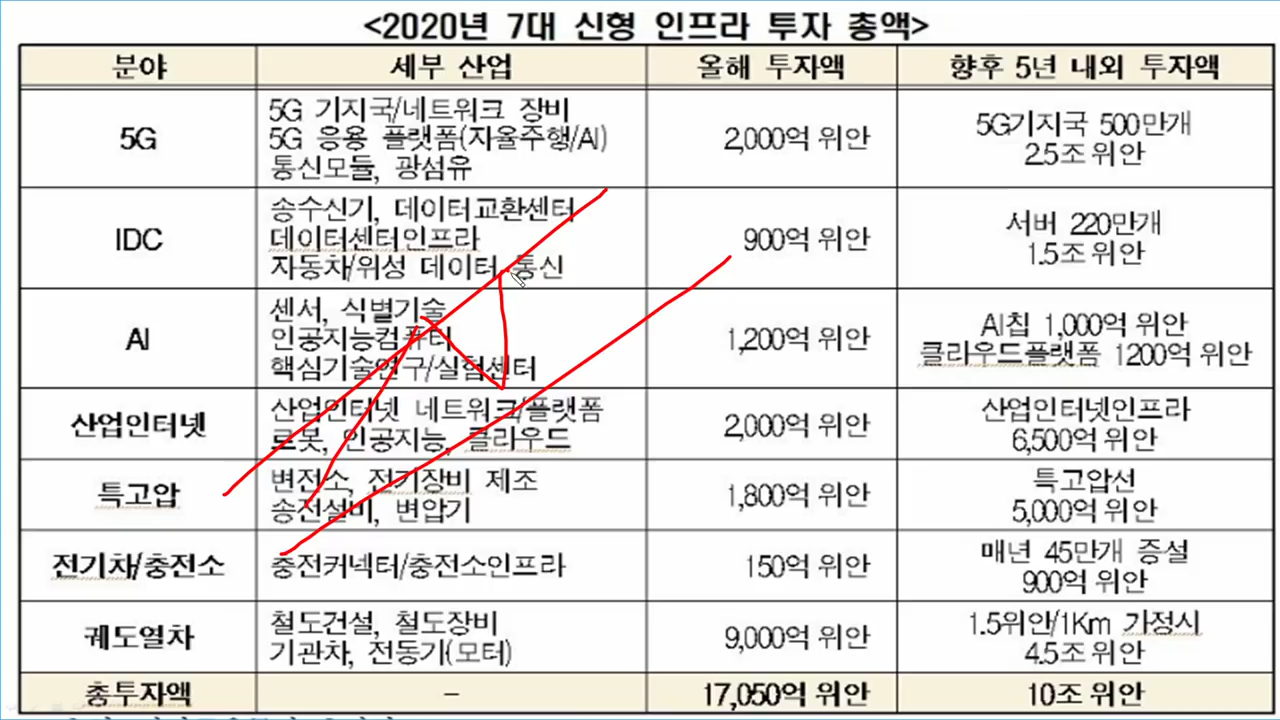 <2020년 7대 신형 인프라 투자 총액>
분야 세부 산업 올해 투자액 향후 5년 내외 투자액
5G
5G 기지국/네트워크 장비
5G 응용 플랫폼(자율주행/AI)
통신모듈, 광섬유
2,000억 위안
5G기지국 500만개
2.5조 위안
IDC
송수신기, 데이터교환센터
데이터센터인프라
자동차/위성 데이터, 통신
900억 위안
서버 220만개
1.5조 위안
AI
센서, 식별기술
인공지능컴퓨터
핵심기술연구/실험센터
1,200억 위안
AI칩 1,000억 위안
클라우드플랫폼 1200억 위안
산업인터넷
산업인터넷 네트워크/플랫폼
로봇, 인공지능, 클라우드
2,000억 위안
산업인터넷인프라
6,500억 위안
특고압
변전소, 전기장비 제조
송전설비, 변압기
1,800억 위안
특고압선
5,000억 위안
전기차/충전소
충전커넥터/충전소인프라
150억 위안
매년 45만개 증설
900억 위안
궤도열차
철도건설, 철도장비
기관차, 전동기(모터)
9,000억 위안
1.5위안/1Km 가정시
4.5조 위안
총투자액 – 17,050억 위안 10조 위안